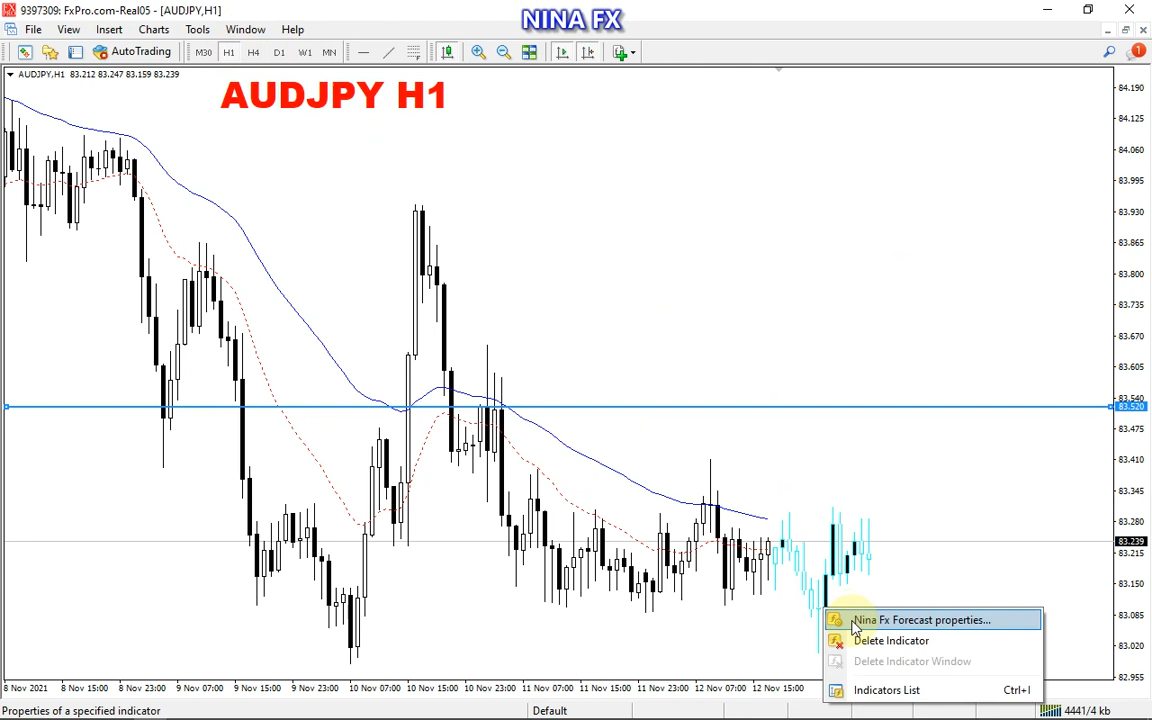 9397309: FxPro.com-Real05 - [AUDJPY,H1]
NINA FX
File View Insert Charts Tools Window Help
AutoTrading M30 H1 H4 D1 W1 MN
1
AUDJPY,H1 83.212 83.247 83.159 83.239
AUDJPY H1
84.190
84.125
84.060
83.995
83.930
83.865
83.800
83.735
83.670
83.605
83.540
83.520
83.475
83.410
83.345
83.280
83.239
83.215
83.150
83.085
83.020
82.955
Nina Fx Forecast properties...
Delete Indicator
Delete Indicator Window
Indicators List Ctrl+I
8 Nov 2021 8 Nov 15:00 8 Nov 23:00 9 Nov 07:00 9 Nov 15:00 9 Nov 23:00 10 Nov 07:00 10 Nov 15:00 10 Nov 23:00 11 Nov 07:00 11 Nov 15:00 11 Nov 23:00 12 Nov 07:00 12 Nov 15:00
Properties of a specified indicator Default 4441/4 kb